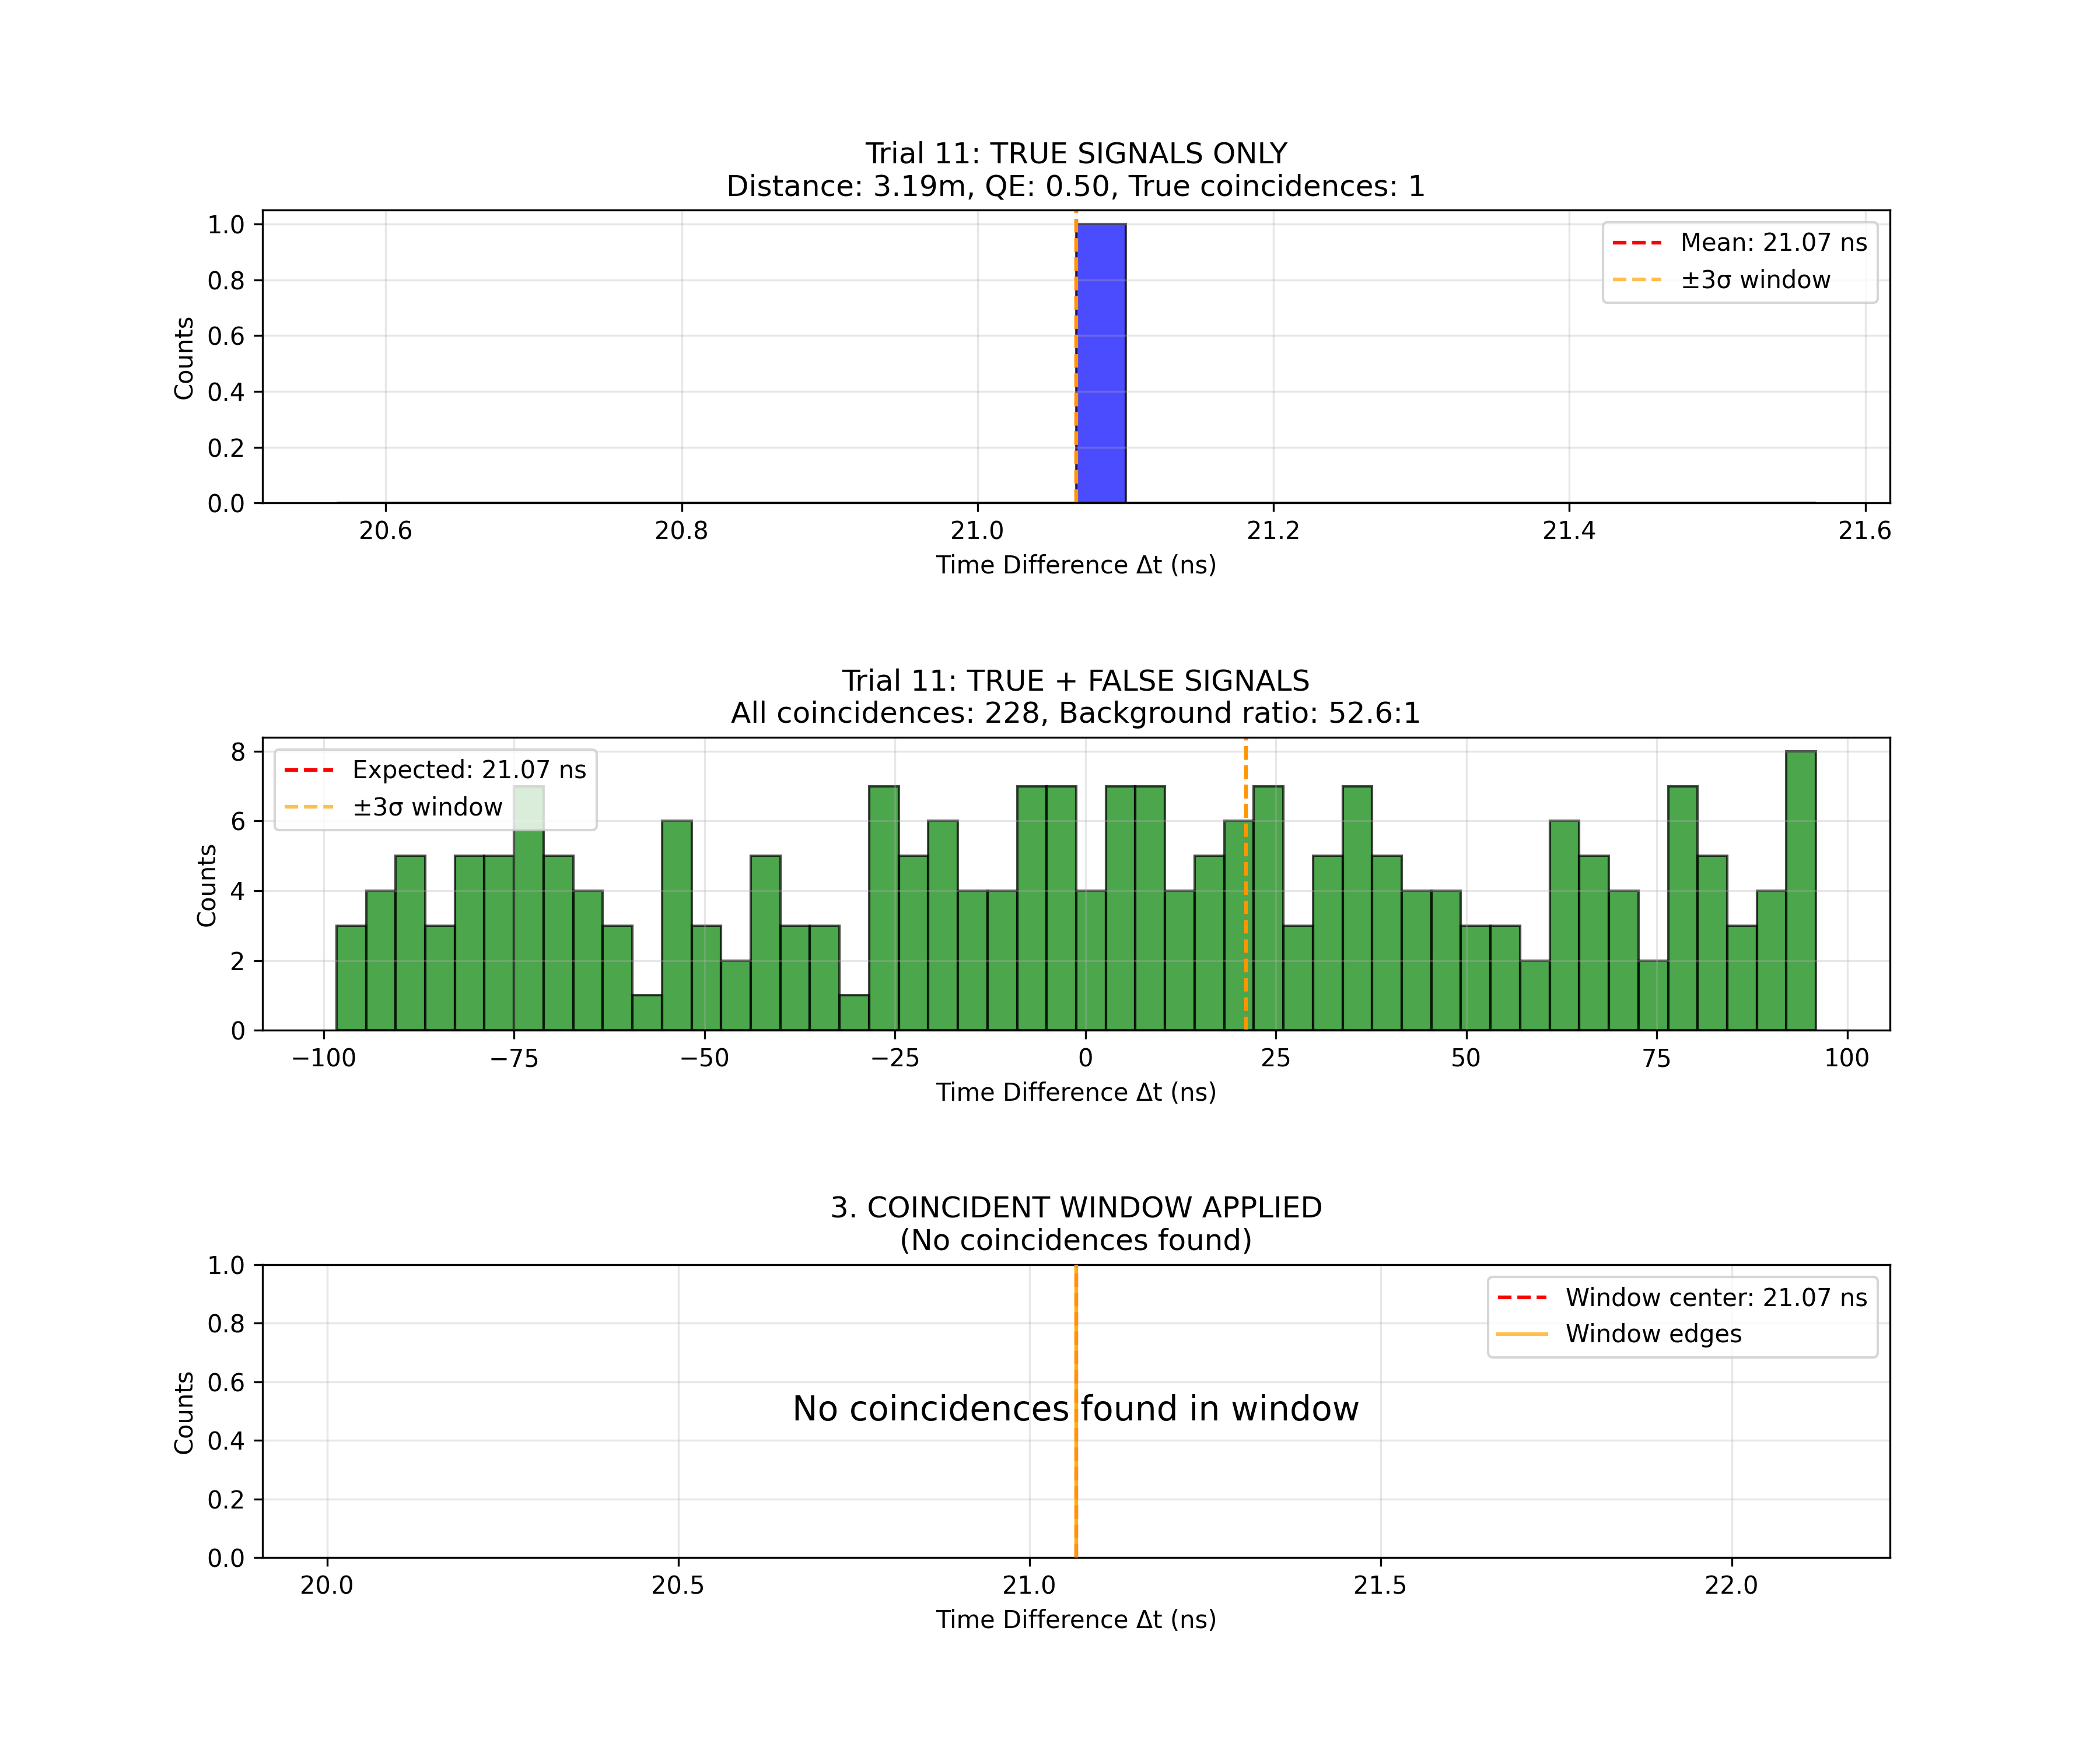 Trial 11: TRUE SIGNALS ONLY
Distance: 3.19m, QE: 0.50, True coincidences: 1
Counts
1.0
0.8
0.6
0.4
0.2
0.0
Mean: 21.07 ns
±3σ window
20.6 20.8 21.0 21.2 21.4 21.6
Time Difference Δt (ns)
Trial 11: TRUE + FALSE SIGNALS
All coincidences: 228, Background ratio: 52.6:1
Counts
8
6
4
2
0
Expected: 21.07 ns
±3σ window
−100 −75 −50 −25 0 25 50 75 100
Time Difference Δt (ns)
3. COINCIDENT WINDOW APPLIED
(No coincidences found)
Counts
1.0
0.8
0.6
0.4
0.2
0.0
Window center: 21.07 ns
Window edges
No coincidences found in window
20.0 20.5 21.0 21.5 22.0
Time Difference Δt (ns)